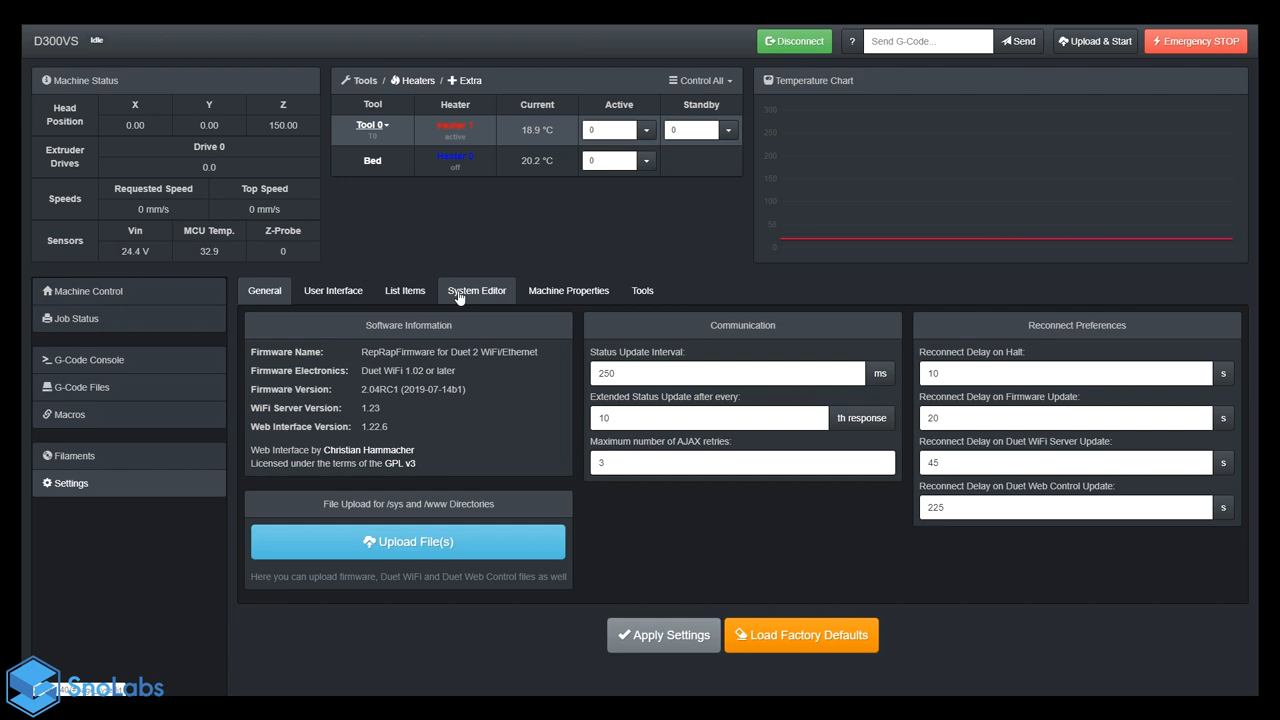 D300VS Idle
Disconnect ? Send G-Code... Send Upload & Start Emergency STOP
Machine Status
Head Position X Y Z
0.00 0.00 150.00
Extruder Drives Drive 0
0.0
Speeds Requested Speed Top Speed
0 mm/s 0 mm/s
Sensors Vin MCU Temp. Z-Probe
24.4 V 32.9 0
Tools / Heaters / Extra Control All
Tool Heater Current Active Standby
Tool 0 Heater 1 18.9 °C 0 0
T0 active
Bed Heater 0 20.2 °C 0
off
Temperature Chart
300
250
200
150
100
50
0
Machine Control
Job Status
G-Code Console
G-Code Files
Macros
Filaments
Settings
General User Interface List Items System Editor Machine Properties Tools
Software Information
Firmware Name: RepRapFirmware for Duet 2 WiFi/Ethernet
Firmware Electronics: Duet WiFi 1.02 or later
Firmware Version: 2.04RC1 (2019-07-14b1)
WiFi Server Version: 1.23
Web Interface Version: 1.22.6
Web Interface by Christian Hammacher
Licensed under the terms of the GPL v3
File Upload for /sys and /www Directories
Upload File(s)
Here you can upload firmware, Duet WiFi and Duet Web Control files as well
Communication
Status Update Interval:
250 ms
Extended Status Update after every:
10 th response
Maximum number of AJAX retries:
3
Reconnect Preferences
Reconnect Delay on Halt:
10 s
Reconnect Delay on Firmware Update:
20 s
Reconnect Delay on Duet WiFi Server Update:
45 s
Reconnect Delay on Duet Web Control Update:
225 s
Apply Settings Load Factory Defaults
SnoLabs